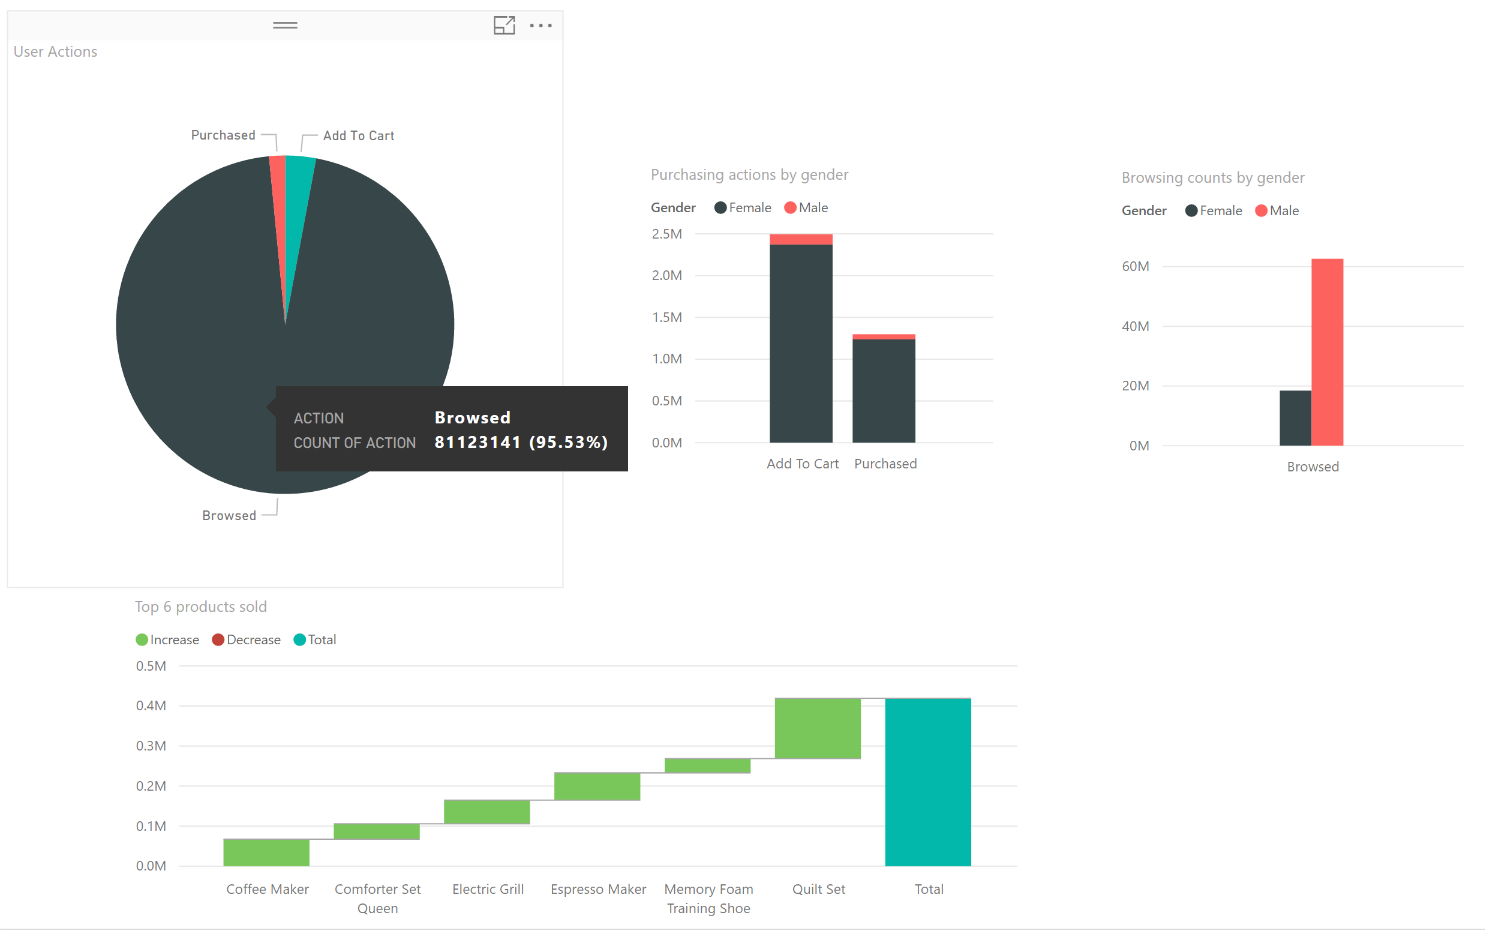 User Actions
Purchased
Add To Cart
ACTION Browsed
COUNT OF ACTION 81123141 (95.53%)
Browsed
Purchasing actions by gender
Gender Female Male
2.5M
2.0M
1.5M
1.0M
0.5M
0.0M
Add To Cart Purchased
Browsing counts by gender
Gender Female Male
60M
40M
20M
0M
Browsed
Top 6 products sold
Increase Decrease Total
0.5M
0.4M
0.3M
0.2M
0.1M
0.0M
Coffee Maker Comforter Set Electric Grill Espresso Maker Memory Foam Quilt Set Total
Queen Training Shoe